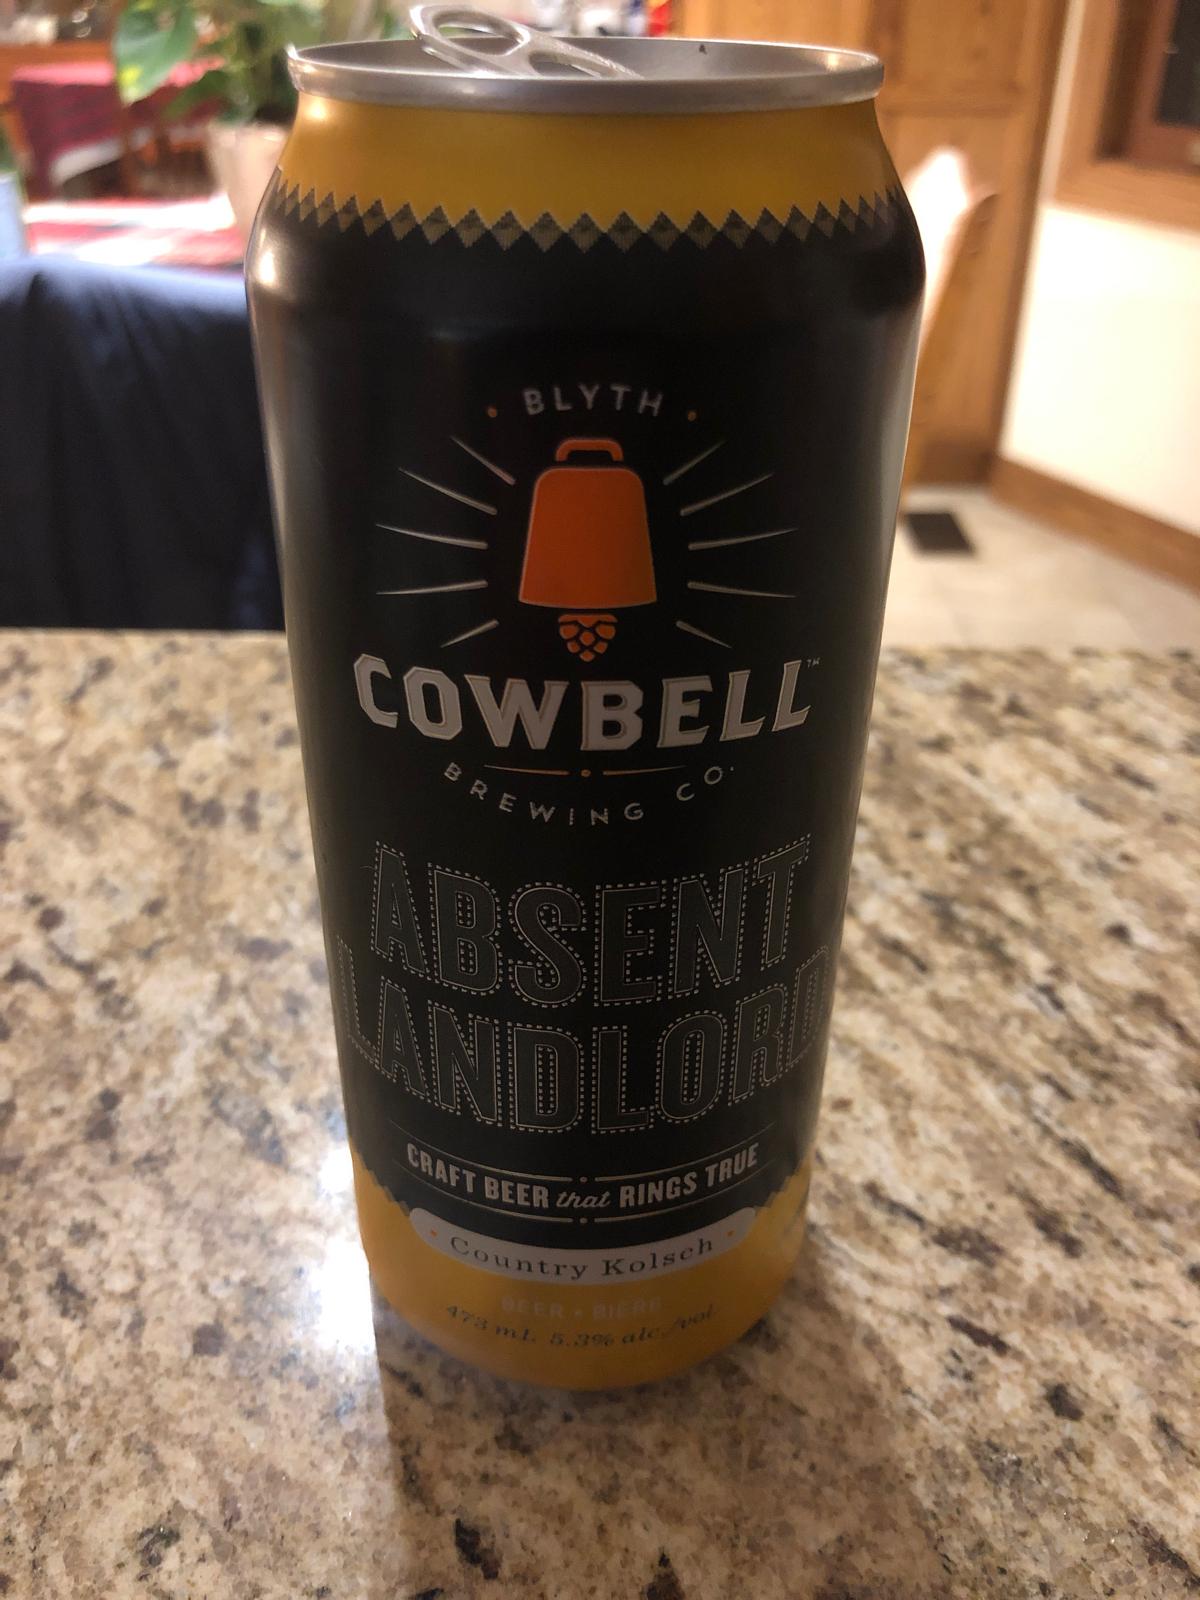 BLYTH
COWBELL™
BREWING CO.
ABSENT
LANDLORD
CRAFT BEER that RINGS TRUE
Country Kolsch
BEER • BIÈRE
473 mL 5.3% alc./vol.